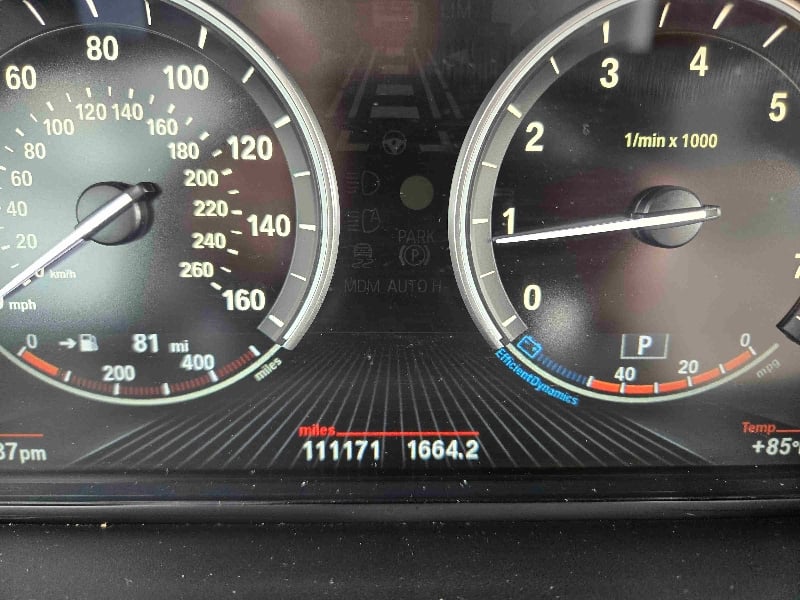 60
80
100
120
140
160
20
40
60
80
100
120
140
160
180
200
220
240
260
km/h
mph
0
200
400
miles
81 mi
0
1
2
3
4
5
7
1/min x 1000
PARK
MDM AUTO H
P
40
20
0
mpg
EfficientDynamics
miles
111171 1664.2
37pm
Temp
+85°